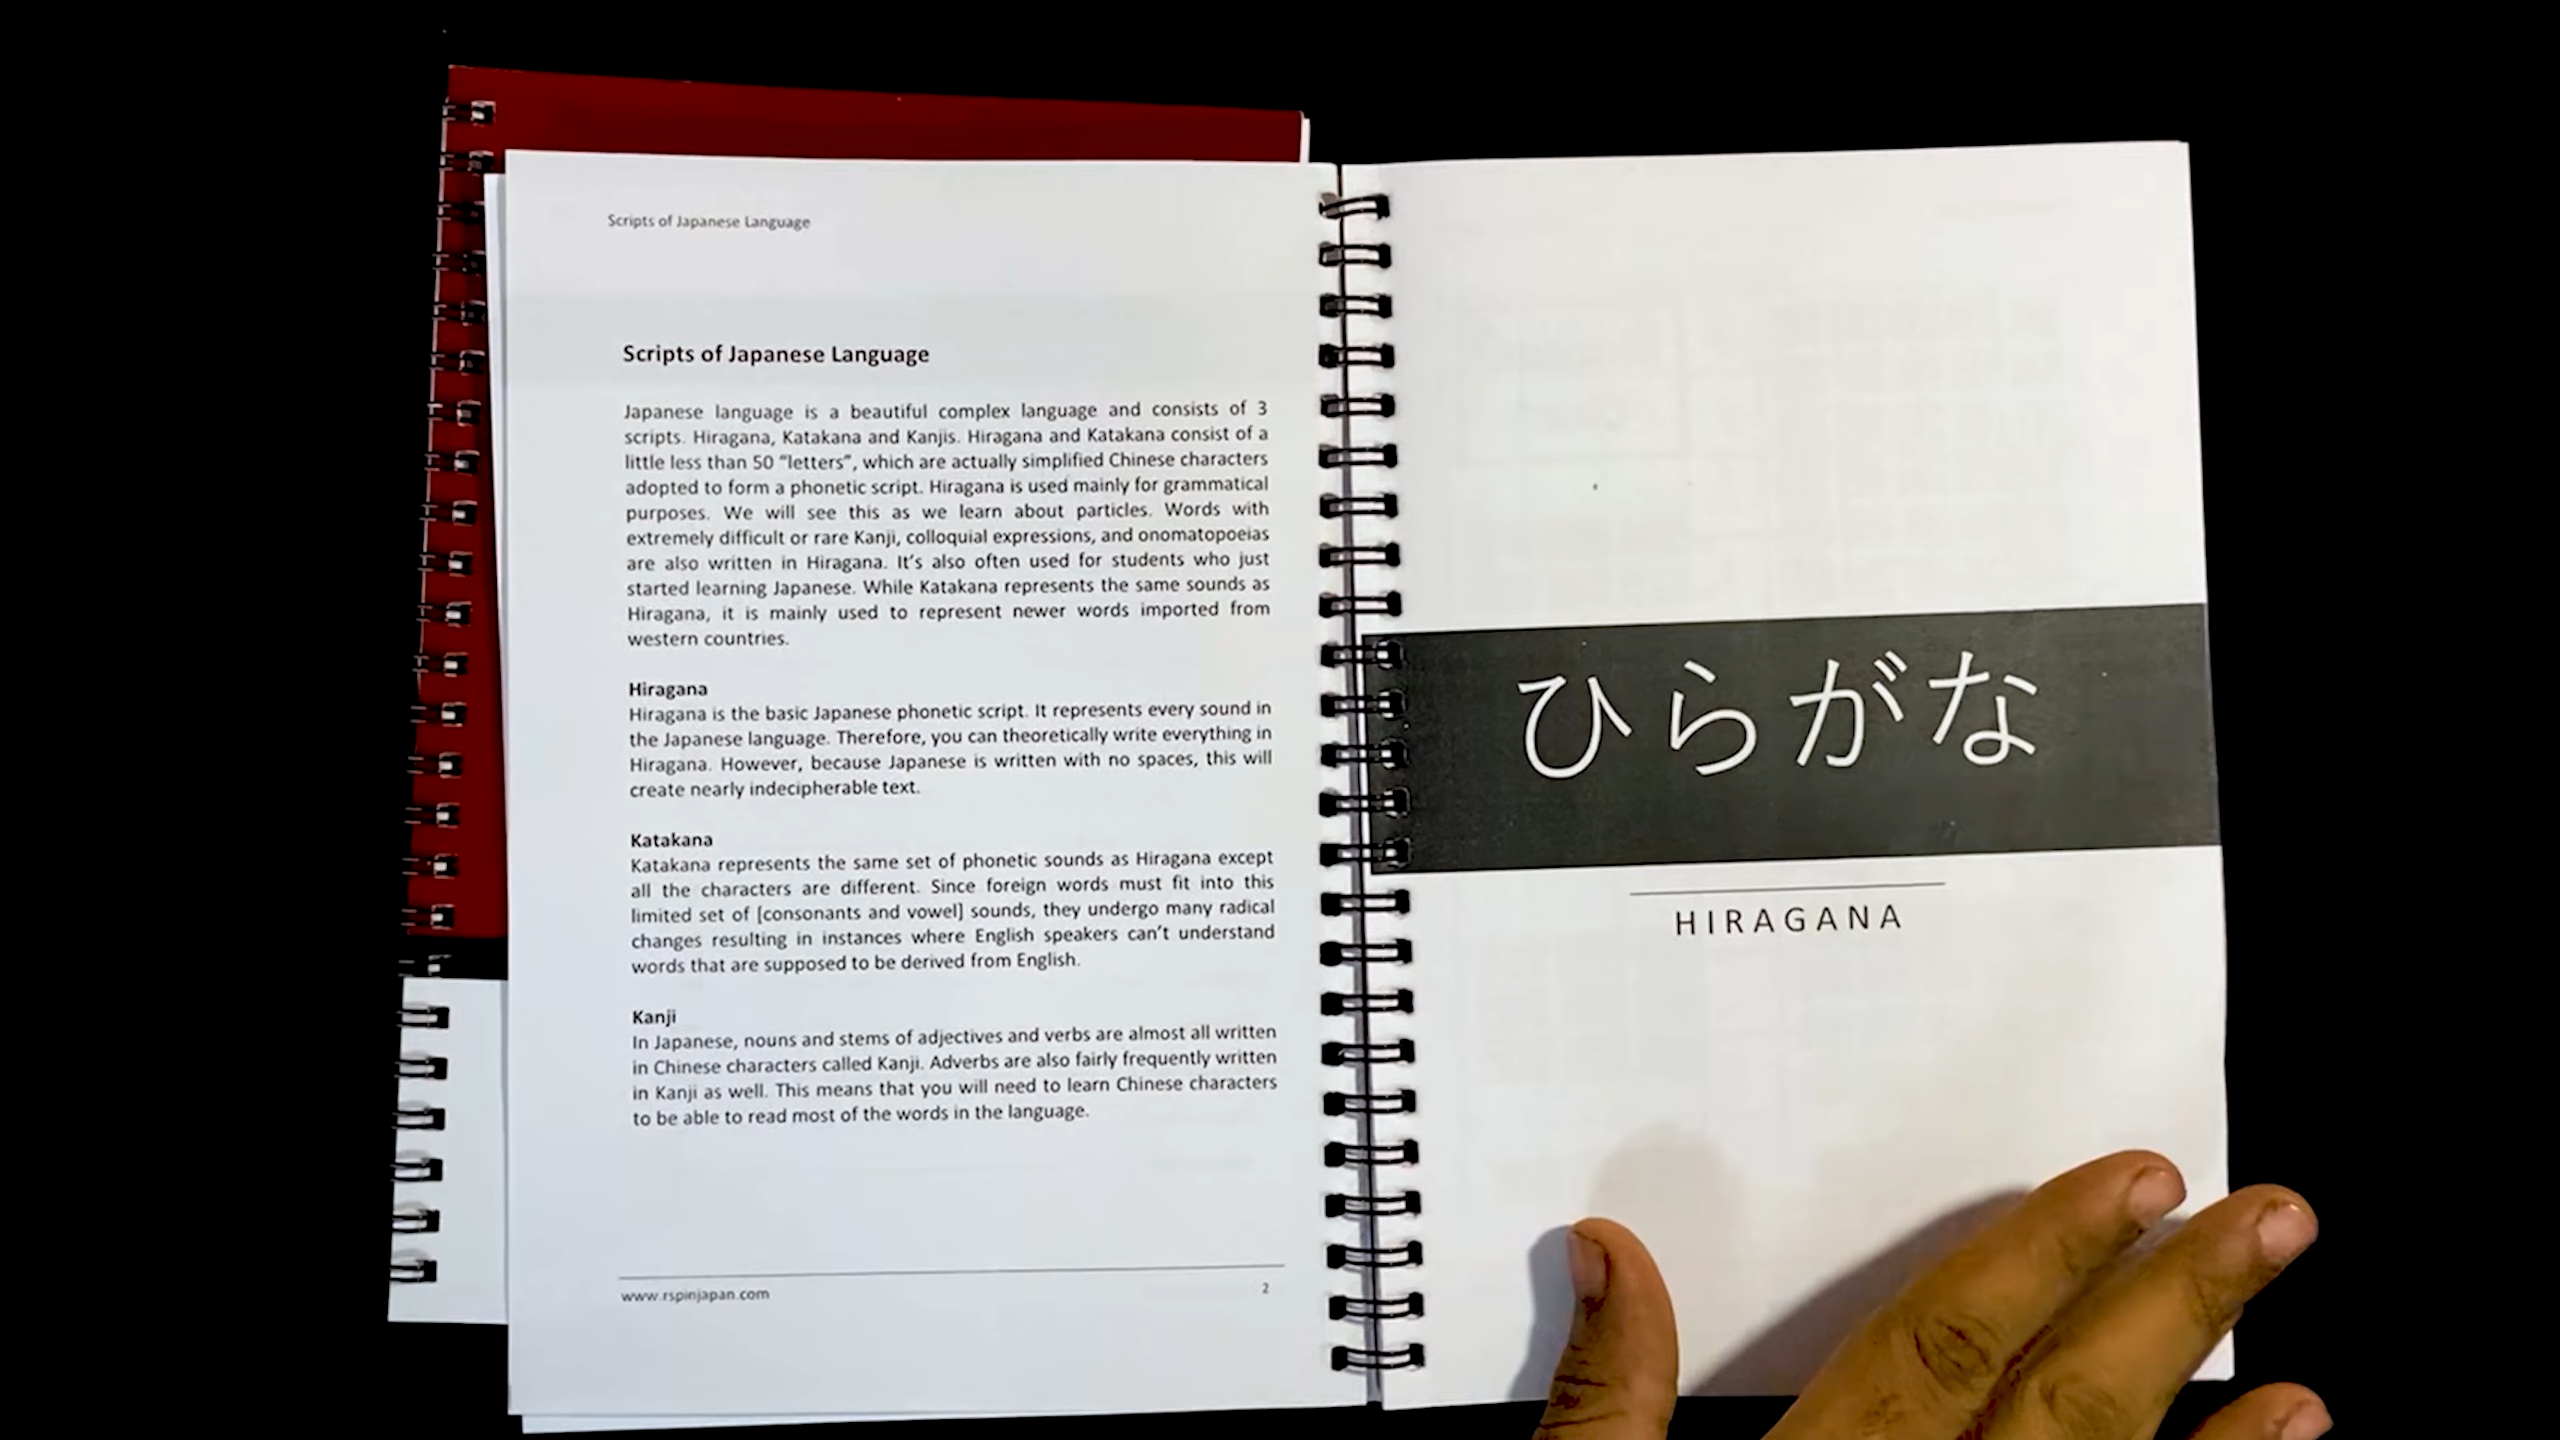 Scripts of Japanese Language
Scripts of Japanese Language
Japanese language is a beautiful complex language and consists of 3
scripts. Hiragana, Katakana and Kanjis. Hiragana and Katakana consist of a
little less than 50 “letters”, which are actually simplified Chinese characters
adopted to form a phonetic script. Hiragana is used mainly for grammatical
purposes. We will see this as we learn about particles. Words with
extremely difficult or rare Kanji, colloquial expressions, and onomatopoeias
are also written in Hiragana. It’s also often used for students who just
started learning Japanese. While Katakana represents the same sounds as
Hiragana, it is mainly used to represent newer words imported from
western countries.
Hiragana
Hiragana is the basic Japanese phonetic script. It represents every sound in
the Japanese language. Therefore, you can theoretically write everything in
Hiragana. However, because Japanese is written with no spaces, this will
create nearly indecipherable text.
Katakana
Katakana represents the same set of phonetic sounds as Hiragana except
all the characters are different. Since foreign words must fit into this
limited set of [consonants and vowel] sounds, they undergo many radical
changes resulting in instances where English speakers can’t understand
words that are supposed to be derived from English.
Kanji
In Japanese, nouns and stems of adjectives and verbs are almost all written
in Chinese characters called Kanji. Adverbs are also fairly frequently written
in Kanji as well. This means that you will need to learn Chinese characters
to be able to read most of the words in the language.
www.rspinjapan.com 2
ひらがな
HIRAGANA